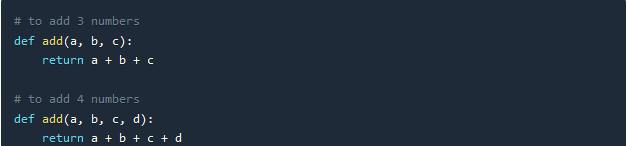 # to add 3 numbers
def add(a, b, c):
    return a + b + c

# to add 4 numbers
def add(a, b, c, d):
    return a + b + c + d